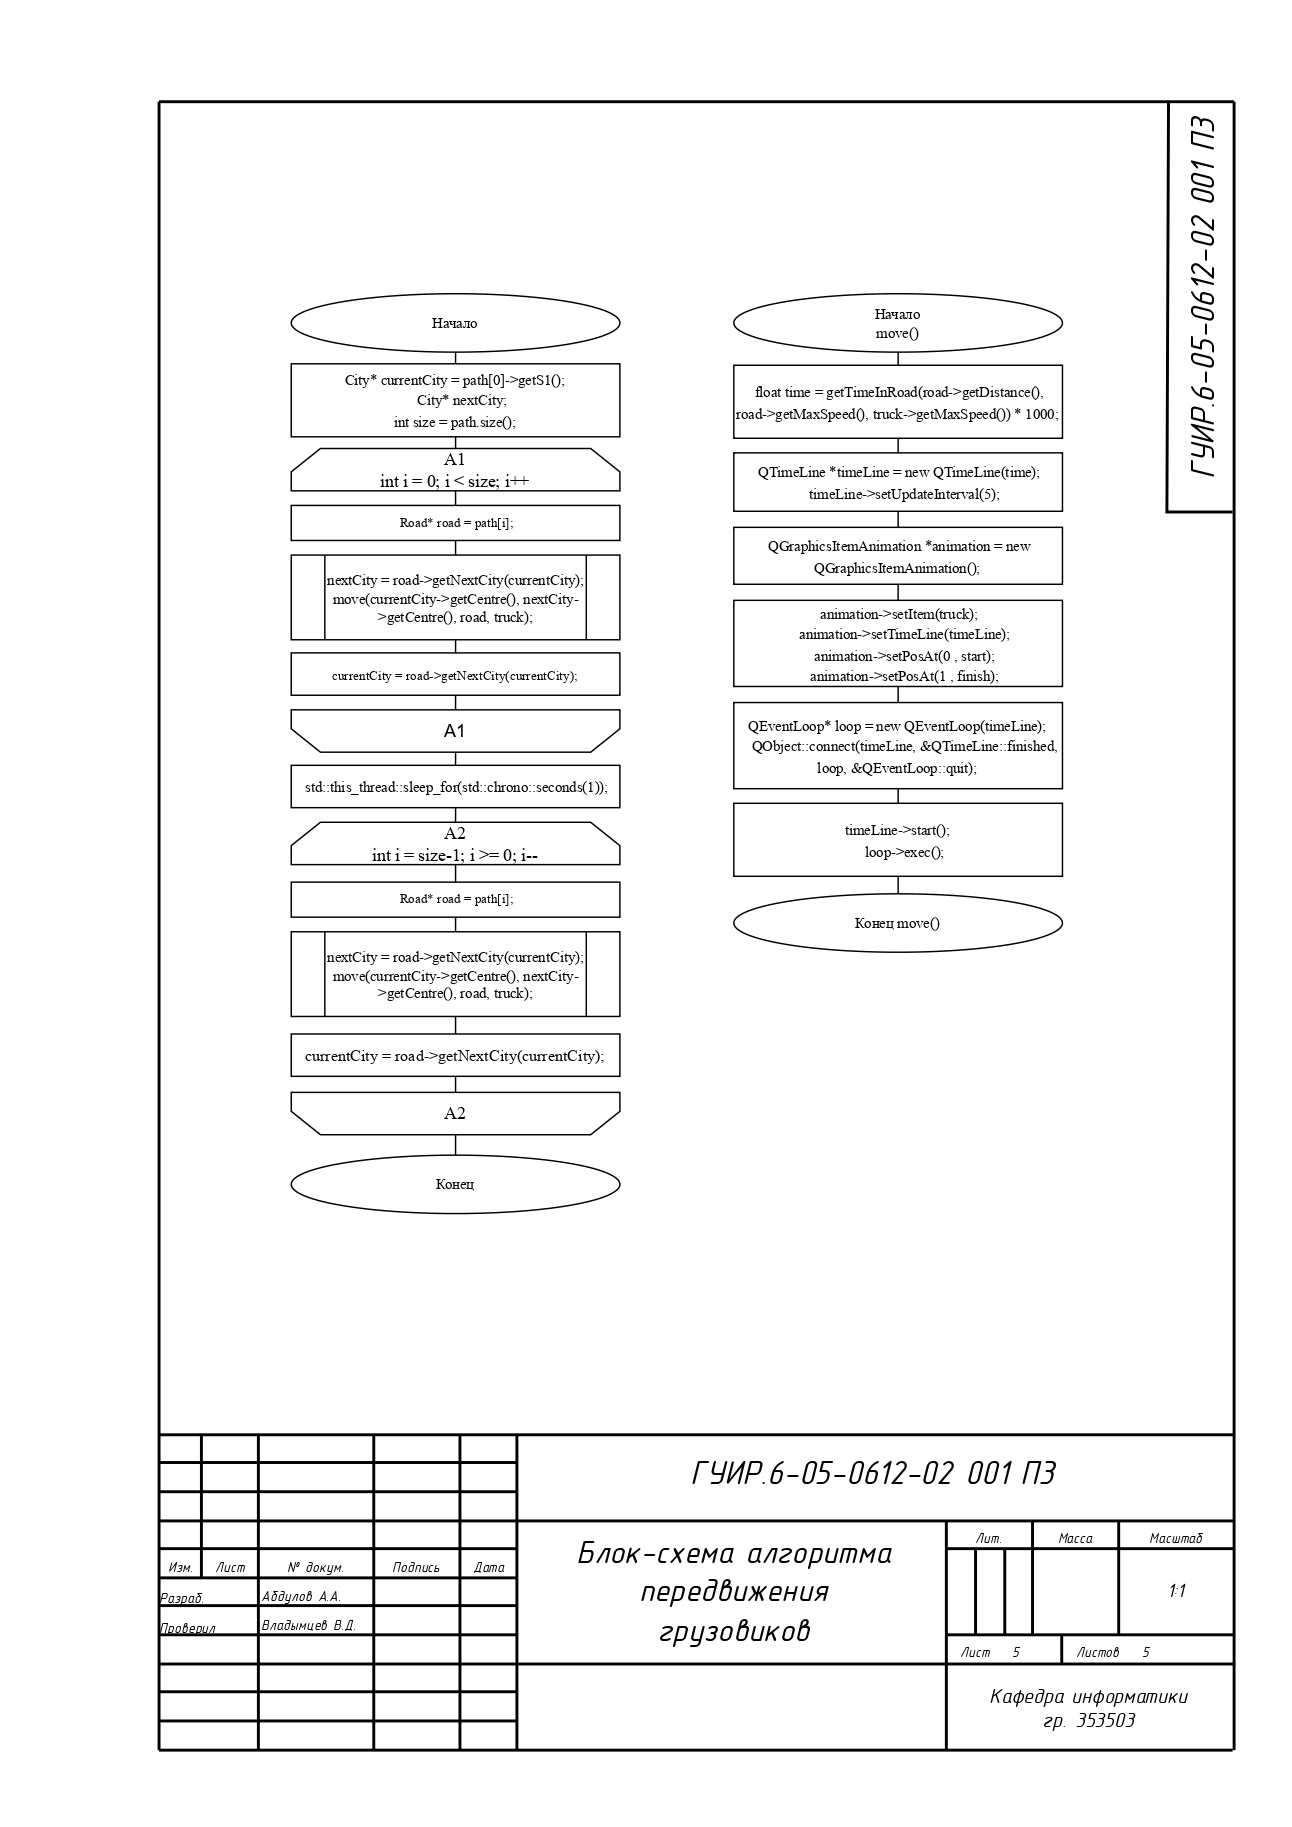 ГУИР.6-05-0612-02 001 ПЗ
Начало
City* currentCity = path[0]->getS1();
City* nextCity;
int size = path.size();
A1
int i = 0; i < size; i++
Road* road = path[i];
nextCity = road->getNextCity(currentCity);
move(currentCity->getCentre(), nextCity-
>getCentre(), road, truck);
currentCity = road->getNextCity(currentCity);
A1
std::this_thread::sleep_for(std::chrono::seconds(1));
A2
int i = size-1; i >= 0; i--
Road* road = path[i];
nextCity = road->getNextCity(currentCity);
move(currentCity->getCentre(), nextCity-
>getCentre(), road, truck);
currentCity = road->getNextCity(currentCity);
A2
Конец
Начало
move()
float time = getTimeInRoad(road->getDistance(),
road->getMaxSpeed(), truck->getMaxSpeed()) * 1000;
QTimeLine *timeLine = new QTimeLine(time);
timeLine->setUpdateInterval(5);
QGraphicsItemAnimation *animation = new
QGraphicsItemAnimation();
animation->setItem(truck);
animation->setTimeLine(timeLine);
animation->setPosAt(0 , start);
animation->setPosAt(1 , finish);
QEventLoop* loop = new QEventLoop(timeLine);
QObject::connect(timeLine, &QTimeLine::finished,
loop, &QEventLoop::quit);
timeLine->start();
loop->exec();
Конец move()
ГУИР.6-05-0612-02 001 ПЗ
Изм. Лист № докум. Подпись Дата
Разраб. Абдулов А.А.
Проверил Владымцев В.Д.
Блок-схема алгоритма
передвижения
грузовиков
Лит. Масса Масштаб
1:1
Лист 5 Листов 5
Кафедра информатики
гр. 353503